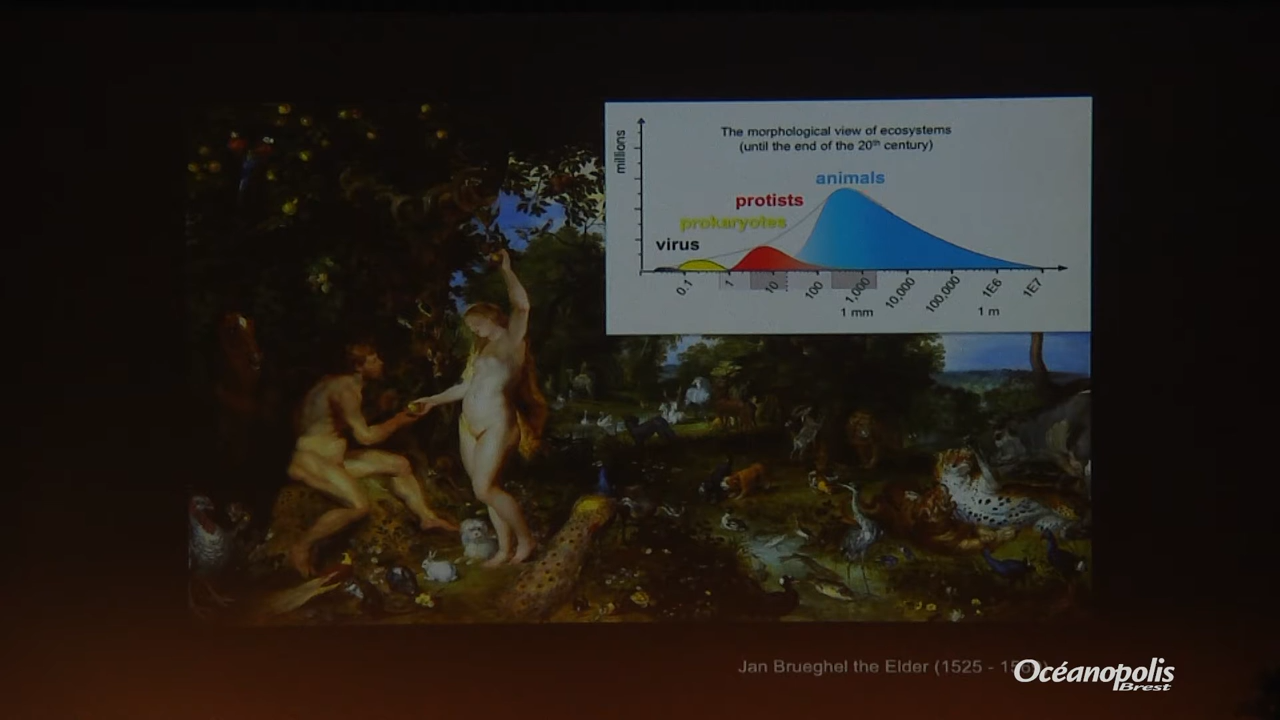 The morphological view of ecosystems
(until the end of the 20th century)
millions
animals
protists
prokaryotes
virus
0.1
1
10
100
1,000
10,000
100,000
1E6
1E7
1 mm
1 m
Jan Brueghel the Elder (1525 -
Océanopolis
Brest